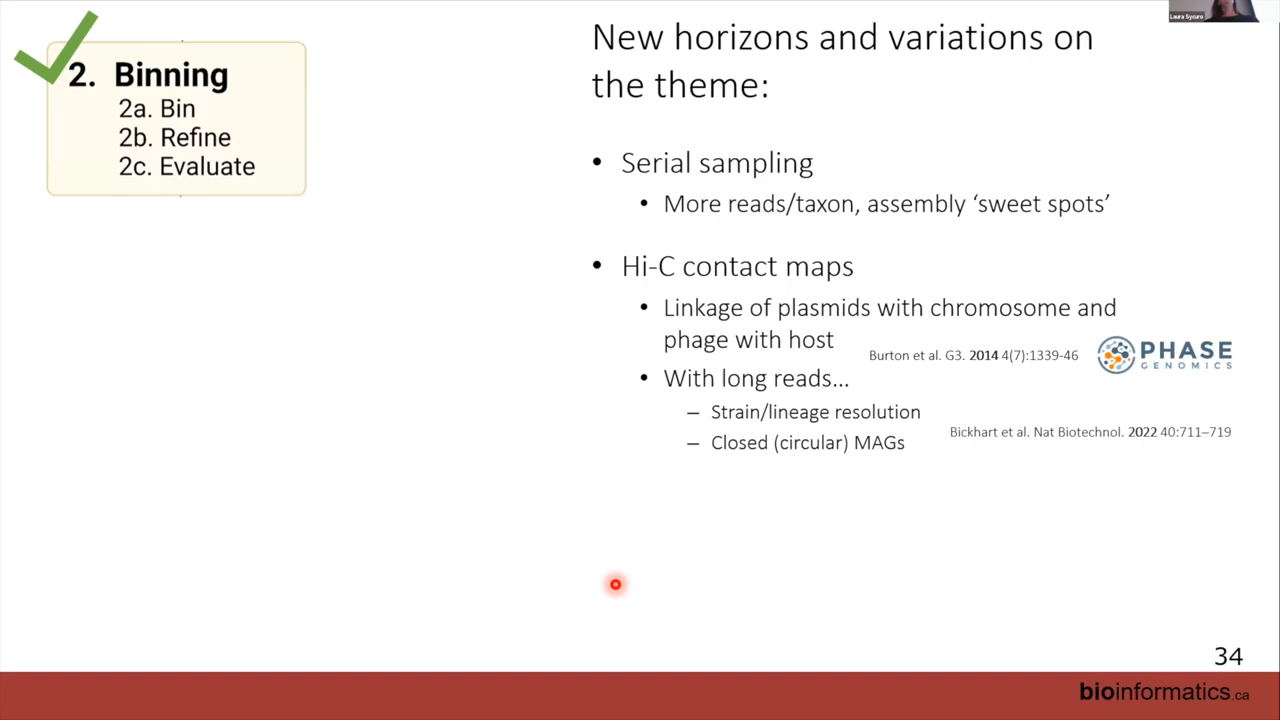 Laura Sycuro
2. Binning
2a. Bin
2b. Refine
2c. Evaluate
New horizons and variations on
the theme:
• Serial sampling
• More reads/taxon, assembly ‘sweet spots’
• Hi-C contact maps
• Linkage of plasmids with chromosome and
phage with host
Burton et al. G3. 2014 4(7):1339-46
PHASE
GENOMICS
• With long reads...
– Strain/lineage resolution
– Closed (circular) MAGs
Bickhart et al. Nat Biotechnol. 2022 40:711–719
34
bioinformatics.ca